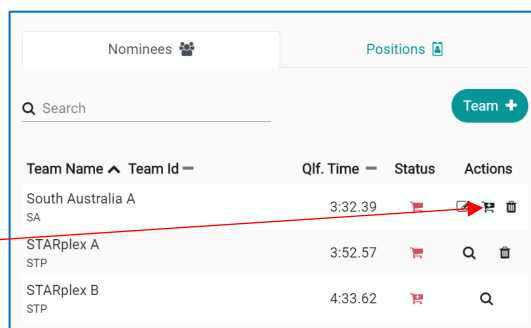 Nominees Positions
Search Team +
Team Name Team Id Qlf. Time Status Actions
South Australia A
SA 3:32.39
STARplex A
STP 3:52.57
STARplex B
STP 4:33.62